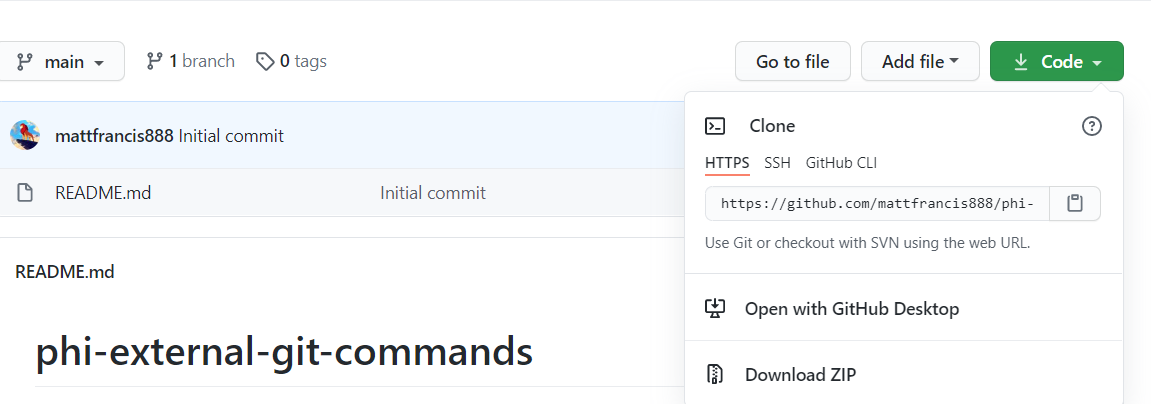 main 1 branch 0 tags Go to file Add file Code
mattfrancis888 Initial commit
README.md Initial commit
README.md
phi-external-git-commands
Clone
HTTPS SSH GitHub CLI
https://github.com/mattfrancis888/phi-
Use Git or checkout with SVN using the web URL.
Open with GitHub Desktop
Download ZIP